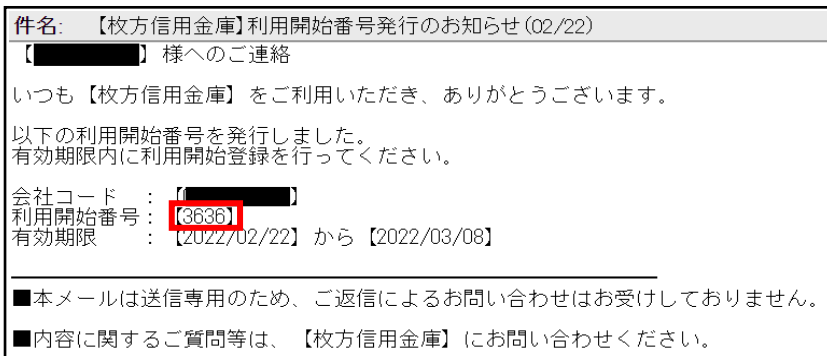 件名: 【枚方信用金庫】利用開始番号発行のお知らせ(02/22)
【】 様へのご連絡
いつも【枚方信用金庫】をご利用いただき、ありがとうございます。
以下の利用開始番号を発行しました。
有効期限内に利用開始登録を行ってください。
会社コード : 【】
利用開始番号: 【3636】
有効期限 : 【2022/02/22】 から 【2022/03/08】
■本メールは送信専用のため、ご返信によるお問い合わせはお受けしておりません。
■内容に関するご質問等は、【枚方信用金庫】にお問い合わせください。